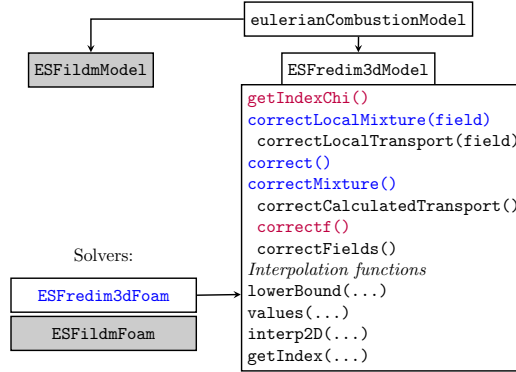 eulerianCombustionModel
ESFildmModel
ESFredim3dModel
getIndexChi()
correctLocalMixture(field)
correctLocalTransport(field)
correct()
correctMixture()
correctCalculatedTransport()
correctf()
correctFields()
Interpolation functions
lowerBound(...)
values(...)
interp2D(...)
getIndex(...)
Solvers:
ESFredim3dFoam
ESFildmFoam